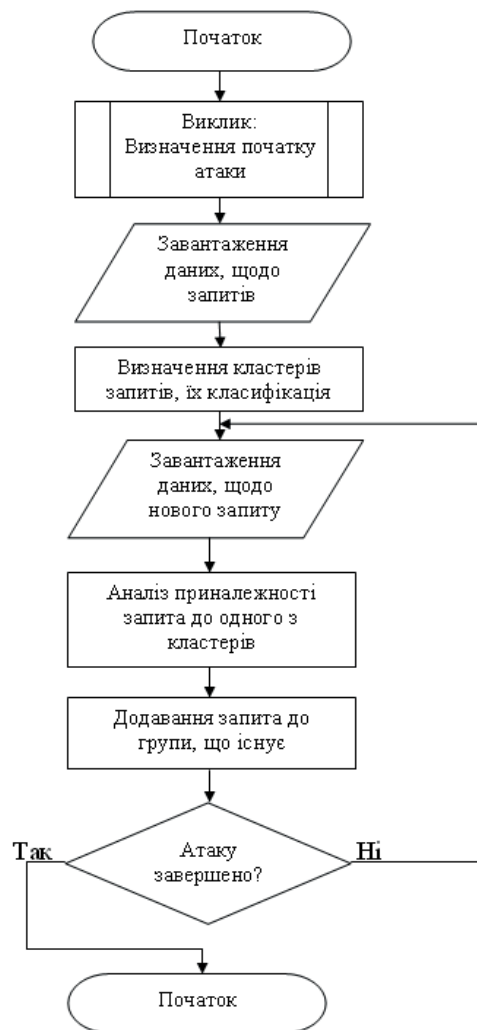 Початок
Виклик:
Визначення початку
атаки
Завантаження
даних, щодо
запитів
Визначення кластерів
запитів, їх класифікація
Завантаження
даних, щодо
нового запиту
Аналіз приналежності
запита до одного з
кластерів
Додавання запита до
групи, що існує
Так
Атаку
завершено?
Ні
Початок